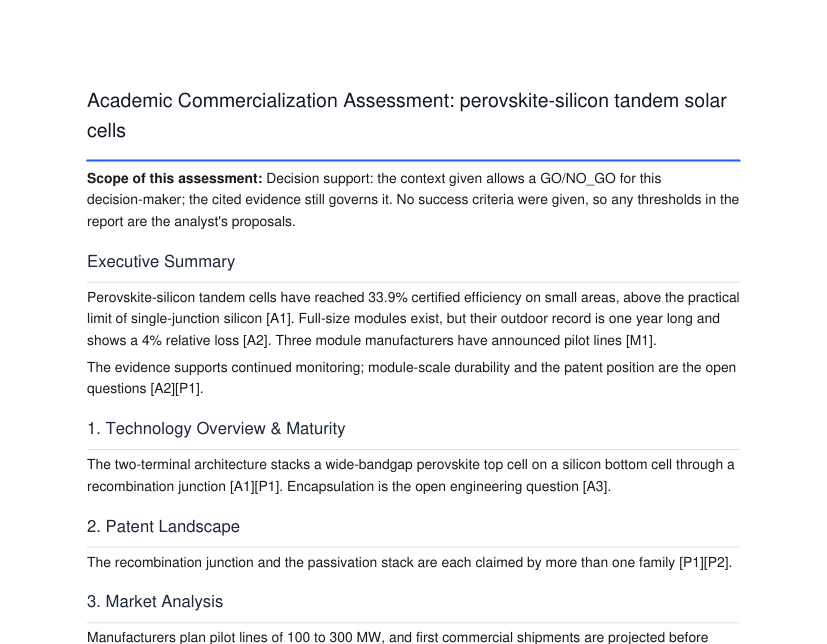 Academic Commercialization Assessment: perovskite-silicon tandem solar
cells
Scope of this assessment: Decision support: the context given allows a GO/NO_GO for this
decision-maker; the cited evidence still governs it. No success criteria were given, so any thresholds in the
report are the analyst's proposals.
Executive Summary
Perovskite-silicon tandem cells have reached 33.9% certified efficiency on small areas, above the practical
limit of single-junction silicon [A1]. Full-size modules exist, but their outdoor record is one year long and
shows a 4% relative loss [A2]. Three module manufacturers have announced pilot lines [M1].
The evidence supports continued monitoring; module-scale durability and the patent position are the open
questions [A2][P1].
1. Technology Overview & Maturity
The two-terminal architecture stacks a wide-bandgap perovskite top cell on a silicon bottom cell through a
recombination junction [A1][P1]. Encapsulation is the open engineering question [A3].
2. Patent Landscape
The recombination junction and the passivation stack are each claimed by more than one family [P1][P2].
3. Market Analysis
Manufacturers plan pilot lines of 100 to 300 MW, and first commercial shipments are projected before